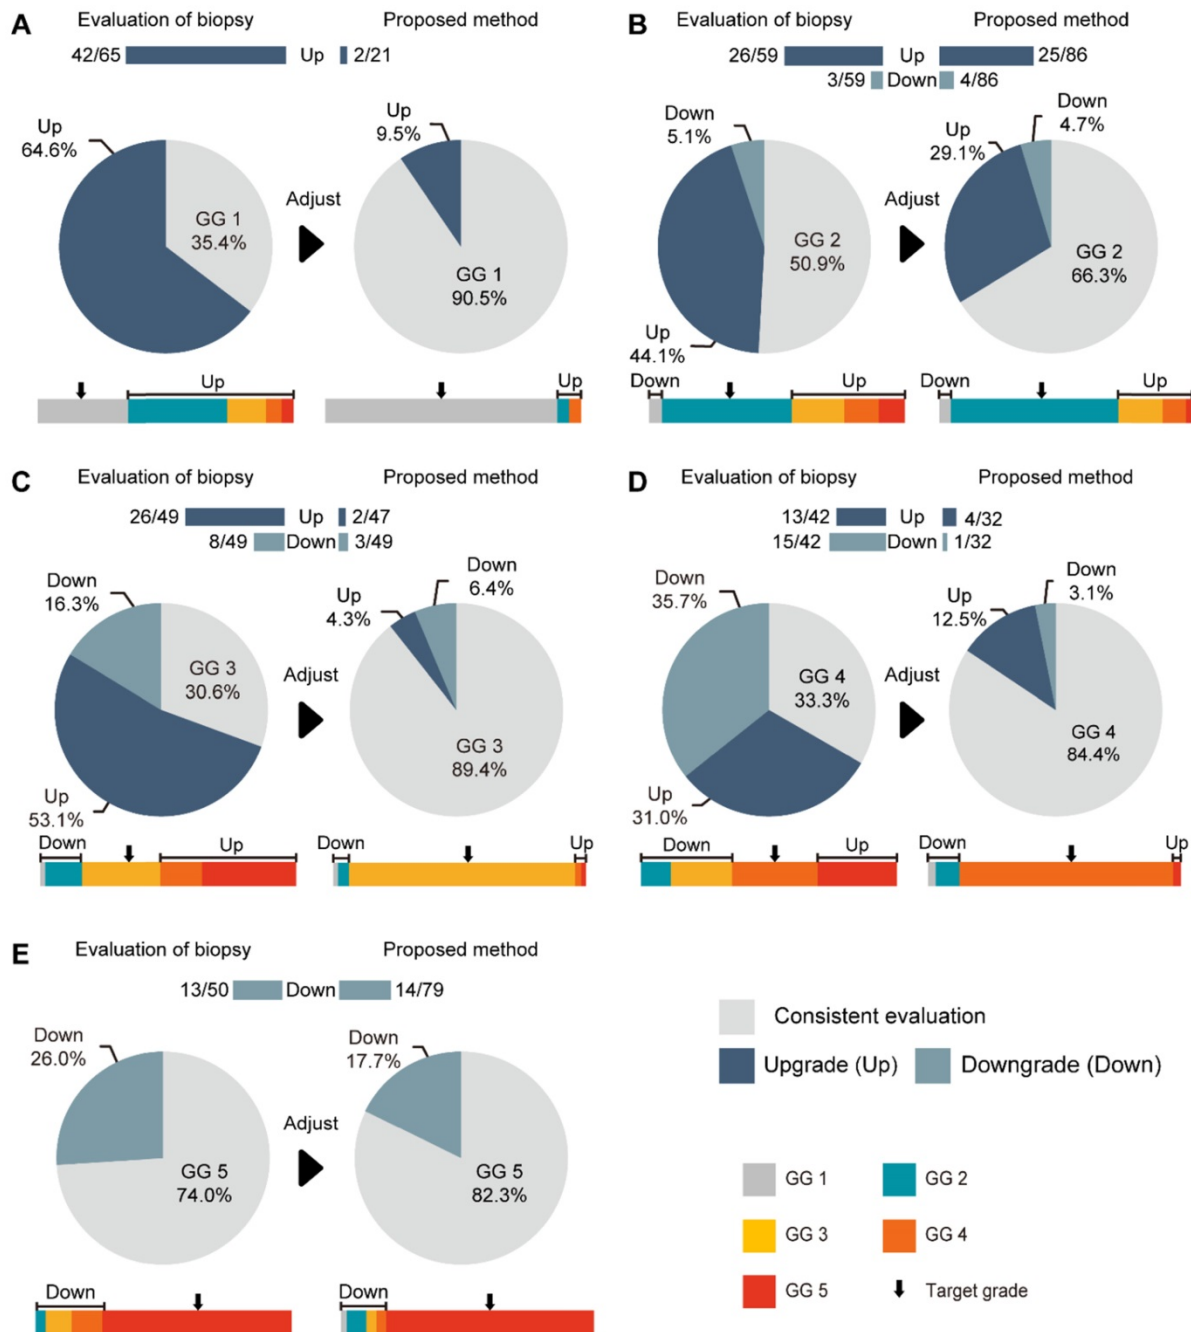 A
Evaluation of biopsy
Proposed method
42/65 Up 2/21
Up
64.6%
GG 1
35.4%
Adjust
Up
9.5%
GG 1
90.5%
Up
Up
B
Evaluation of biopsy
Proposed method
26/59 Up 25/86
3/59 Down 4/86
Down
5.1%
GG 2
50.9%
Up
44.1%
Adjust
Down
4.7%
Up
29.1%
GG 2
66.3%
Down Up
Down Up
C
Evaluation of biopsy
Proposed method
26/49 Up 2/47
8/49 Down 3/49
Down
16.3%
GG 3
30.6%
Up
53.1%
Adjust
Down
6.4%
Up
4.3%
GG 3
89.4%
Down Up
Down Up
D
Evaluation of biopsy
Proposed method
13/42 Up 4/32
15/42 Down 1/32
Down
35.7%
GG 4
33.3%
Up
31.0%
Adjust
Down
3.1%
Up
12.5%
GG 4
84.4%
Down Up
Down Up
E
Evaluation of biopsy
Proposed method
13/50 Down 14/79
Down
26.0%
GG 5
74.0%
Adjust
Down
17.7%
GG 5
82.3%
Down
Down
Consistent evaluation
Upgrade (Up) Downgrade (Down)
GG 1 GG 2
GG 3 GG 4
GG 5 Target grade